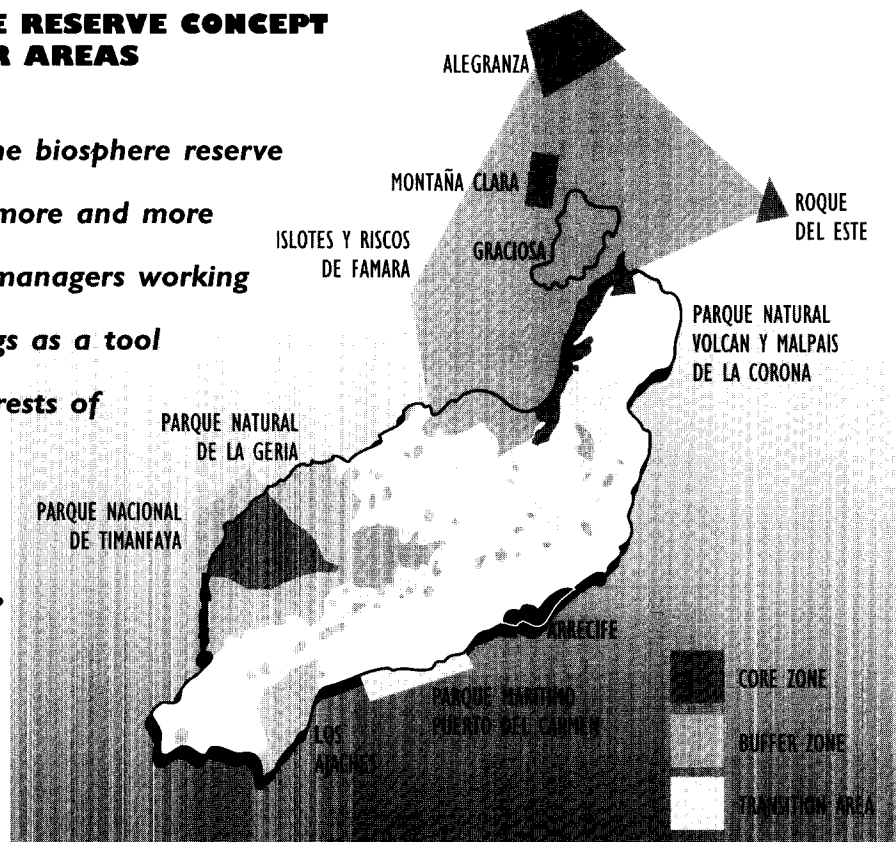 E RESERVE CONCEPT
R AREAS
ne biosphere reserve
more and more
managers working
gs as a tool
rests of
ALEGRANZA
MONTAÑA CLARA
ISLOTES Y RISCOS
DE FAMARA
GRACIOSA
ROQUE
DEL ESTE
PARQUE NATURAL
VOLCAN Y MALPAIS
DE LA CORONA
PARQUE NATURAL
DE LA GERIA
PARQUE NACIONAL
DE TIMANFAYA
ARRECIFE
PARQUE MARITIMO
PUERTO DEL CARMEN
LOS
AJACHES
CORE ZONE
BUFFER ZONE
TRANSITION AREA